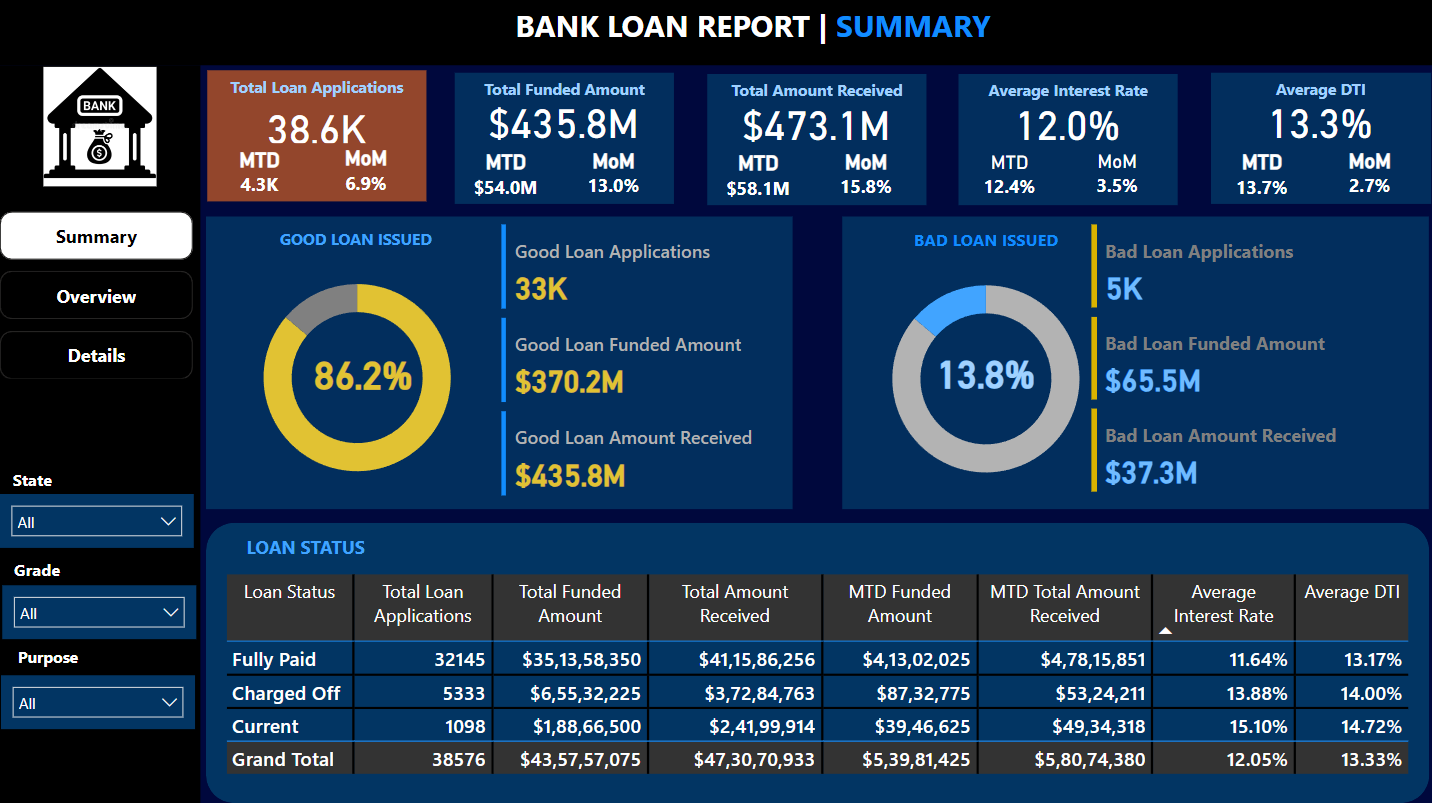 BANK LOAN REPORT | SUMMARY
BANK
$
Summary
Overview
Details
State
All
Grade
All
Purpose
All
Total Loan Applications
38.6K
MTD MoM
4.3K 6.9%
Total Funded Amount
$435.8M
MTD MoM
$54.0M 13.0%
Total Amount Received
$473.1M
MTD MoM
$58.1M 15.8%
Average Interest Rate
12.0%
MTD MoM
12.4% 3.5%
Average DTI
13.3%
MTD MoM
13.7% 2.7%
GOOD LOAN ISSUED
86.2%
Good Loan Applications
33K
Good Loan Funded Amount
$370.2M
Good Loan Amount Received
$435.8M
BAD LOAN ISSUED
13.8%
Bad Loan Applications
5K
Bad Loan Funded Amount
$65.5M
Bad Loan Amount Received
$37.3M
LOAN STATUS
Loan Status Total Loan Applications Total Funded Amount Total Amount Received MTD Funded Amount MTD Total Amount Received Average Interest Rate Average DTI
Fully Paid 32145 $35,13,58,350 $41,15,86,256 $4,13,02,025 $4,78,15,851 11.64% 13.17%
Charged Off 5333 $6,55,32,225 $3,72,84,763 $87,32,775 $53,24,211 13.88% 14.00%
Current 1098 $1,88,66,500 $2,41,99,914 $39,46,625 $49,34,318 15.10% 14.72%
Grand Total 38576 $43,57,57,075 $47,30,70,933 $5,39,81,425 $5,80,74,380 12.05% 13.33%